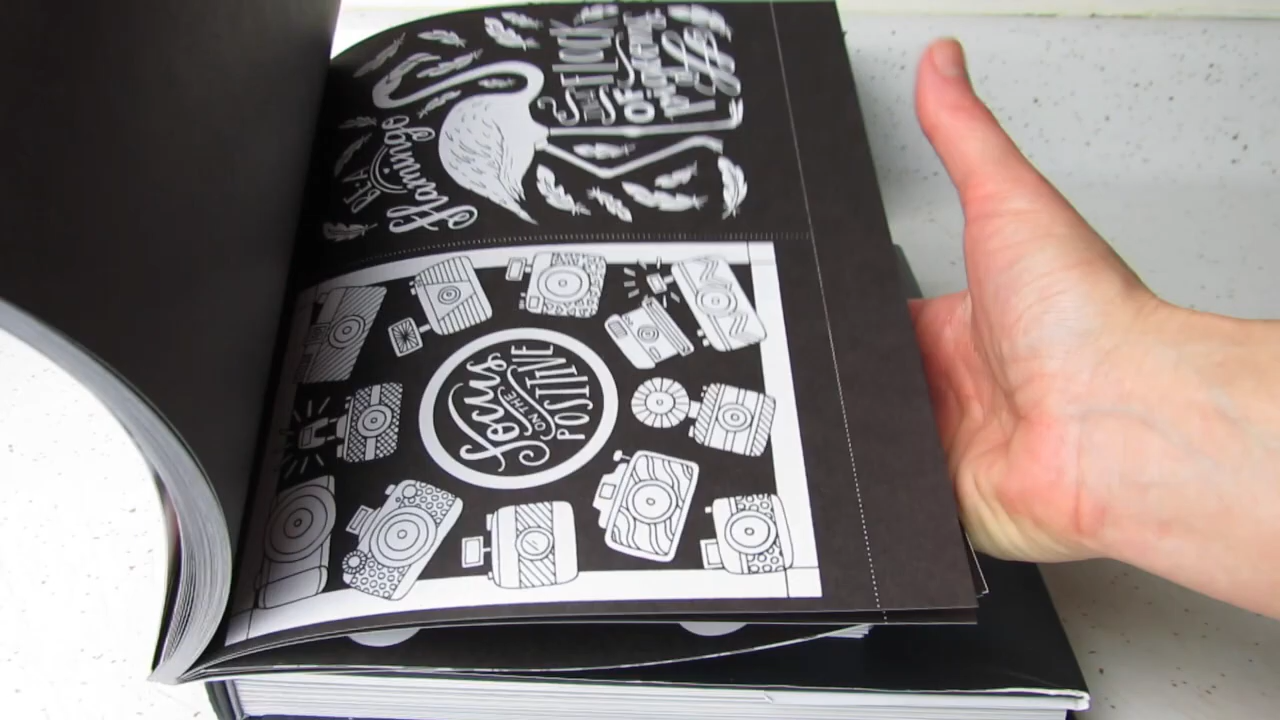 BE A
Flamingo
IN A FLOCK
OF
PIGEONS
Focus
ON THE
POSITIVE